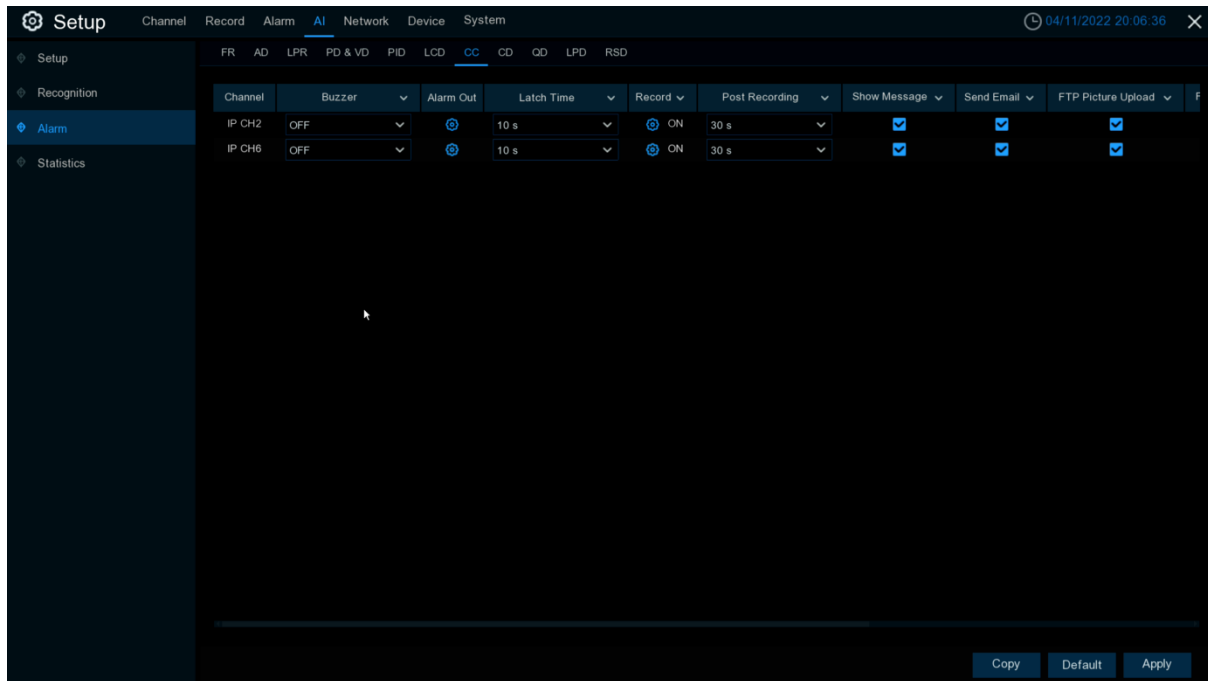 Setup Channel Record Alarm AI Network Device System 04/11/2022 20:06:36
Setup
Recognition
Alarm
Statistics
FR AD LPR PD & VD PID LCD CC CD QD LPD RSD
Channel Buzzer Alarm Out Latch Time Record Post Recording Show Message Send Email FTP Picture Upload
IP CH2 OFF 10 s ON 30 s
IP CH6 OFF 10 s ON 30 s
Copy Default Apply